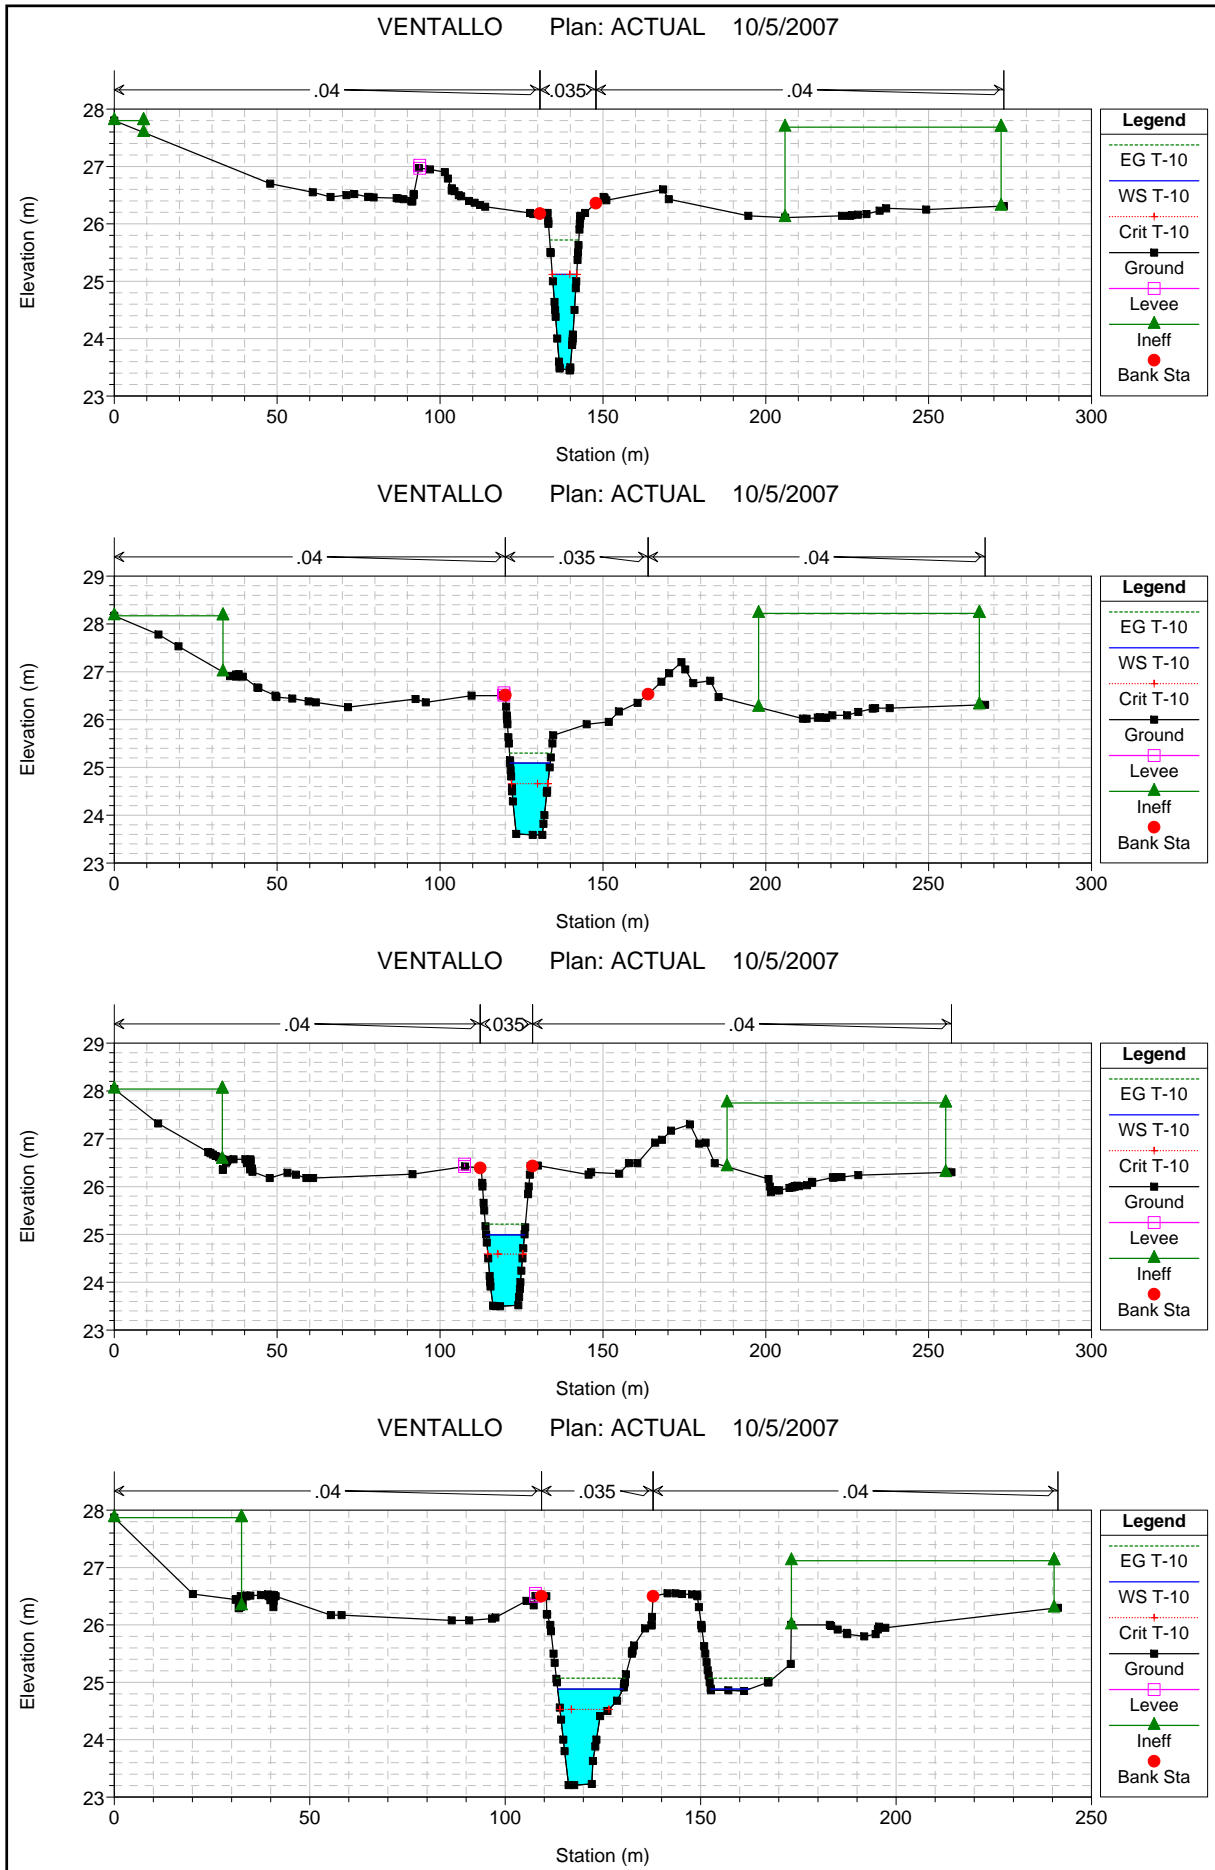 VENTALLO Plan: ACTUAL 10/5/2007
.04 .035 .04
28
27
26
25
24
23
Elevation (m)
0 50 100 150 200 250 300
Station (m)
Legend
EG T-10
WS T-10
Crit T-10
Ground
Levee
Ineff
Bank Sta
VENTALLO Plan: ACTUAL 10/5/2007
.04 .035 .04
29
28
27
26
25
24
23
Elevation (m)
0 50 100 150 200 250 300
Station (m)
Legend
EG T-10
WS T-10
Crit T-10
Ground
Levee
Ineff
Bank Sta
VENTALLO Plan: ACTUAL 10/5/2007
.04 .035 .04
29
28
27
26
25
24
23
Elevation (m)
0 50 100 150 200 250 300
Station (m)
Legend
EG T-10
WS T-10
Crit T-10
Ground
Levee
Ineff
Bank Sta
VENTALLO Plan: ACTUAL 10/5/2007
.04 .035 .04
28
27
26
25
24
23
Elevation (m)
0 50 100 150 200 250
Station (m)
Legend
EG T-10
WS T-10
Crit T-10
Ground
Levee
Ineff
Bank Sta